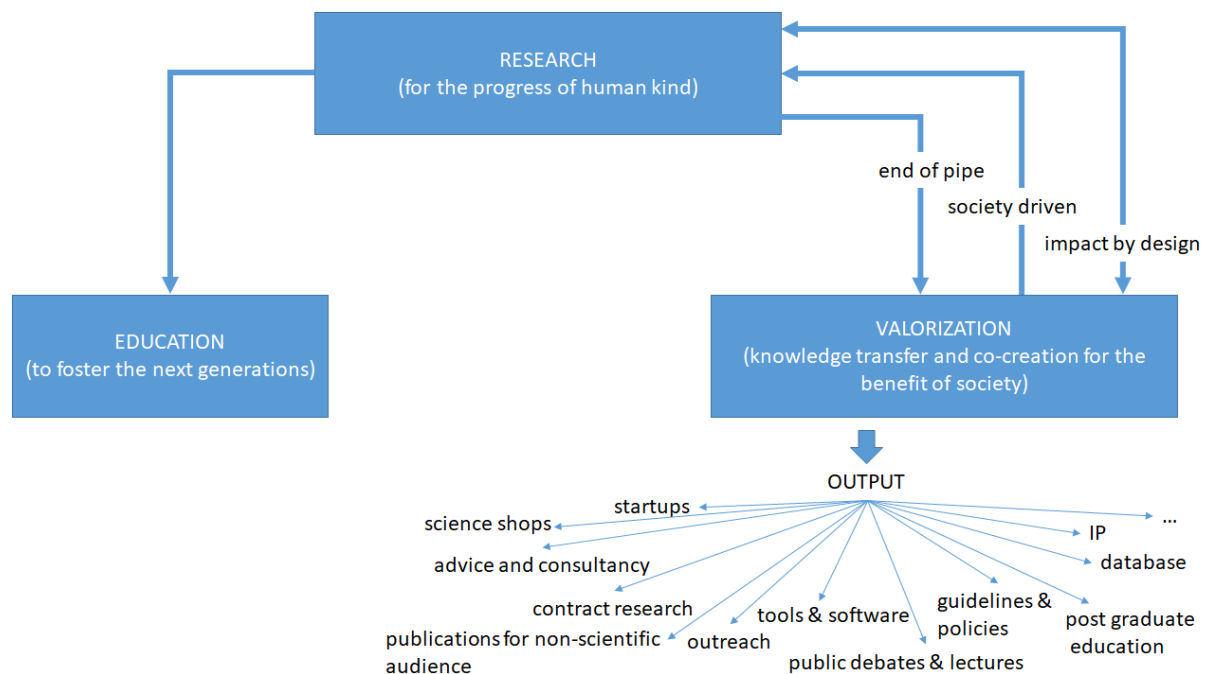 RESEARCH
(for the progress of human kind)
end of pipe
society driven
impact by design
EDUCATION
(to foster the next generations)
VALORIZATION
(knowledge transfer and co-creation for the
benefit of society)
OUTPUT
startups
science shops
advice and consultancy
contract research
publications for non-scientific
audience
outreach
tools & software
public debates & lectures
guidelines &
policies
post graduate
education
database
IP
...